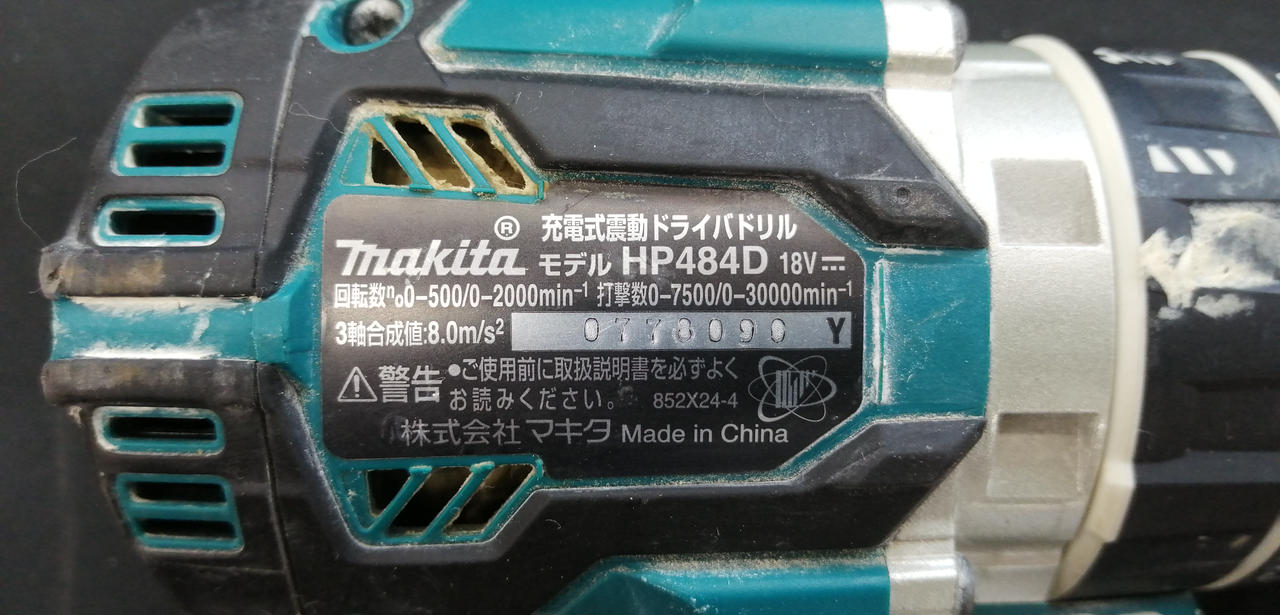 ® 充電式震動ドライバドリル
makita モデル HP484D 18V⎓
回転数n₀0-500/0-2000min⁻¹ 打撃数0-7500/0-30000min⁻¹
3軸合成値:8.0m/s² 0778090 Y
⚠警告 •ご使用前に取扱説明書を必ずよく
お読みください。 852X24-4
株式会社 マキタ Made in China